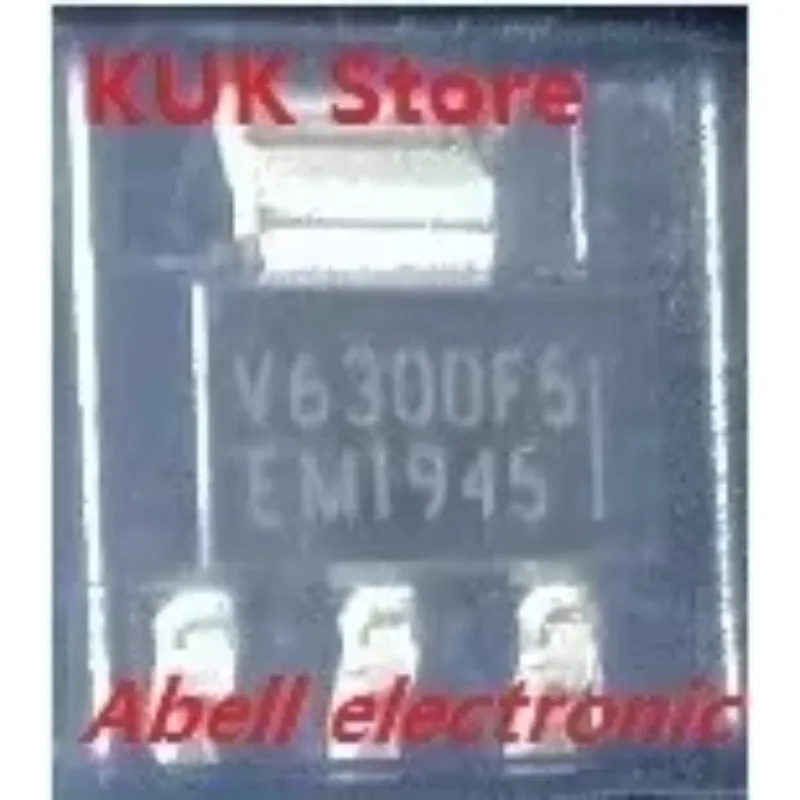 KUK Store
V6300F5
EM1945
Abell electronic